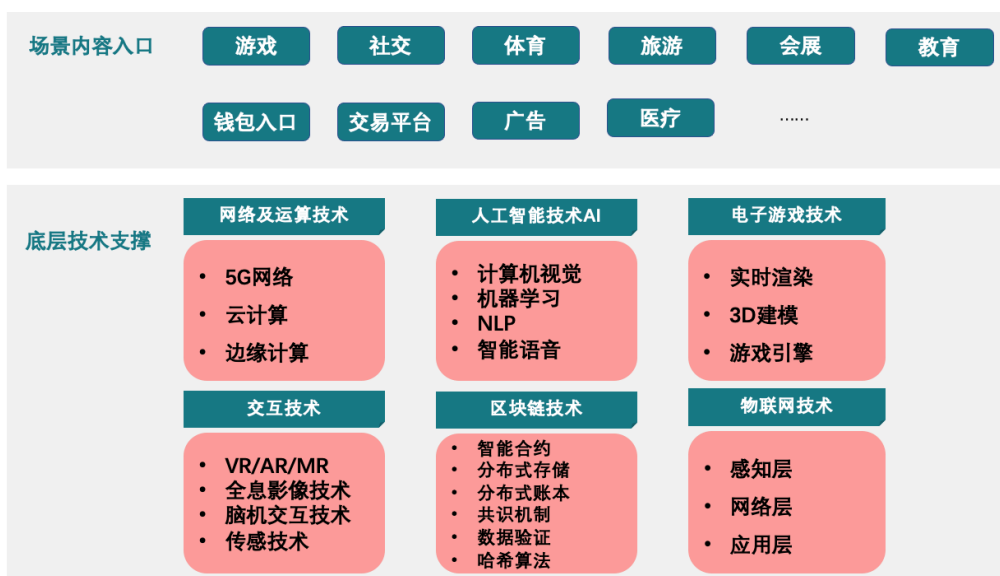 场景内容入口
游戏 社交 体育 旅游 会展 教育
钱包入口 交易平台 广告 医疗 ……
底层技术支撑
网络及运算技术
• 5G网络
• 云计算
• 边缘计算
人工智能技术AI
• 计算机视觉
• 机器学习
• NLP
• 智能语音
电子游戏技术
• 实时渲染
• 3D建模
• 游戏引擎
交互技术
• VR/AR/MR
• 全息影像技术
• 脑机交互技术
• 传感技术
区块链技术
• 智能合约
• 分布式存储
• 分布式账本
• 共识机制
• 数据验证
• 哈希算法
物联网技术
• 感知层
• 网络层
• 应用层